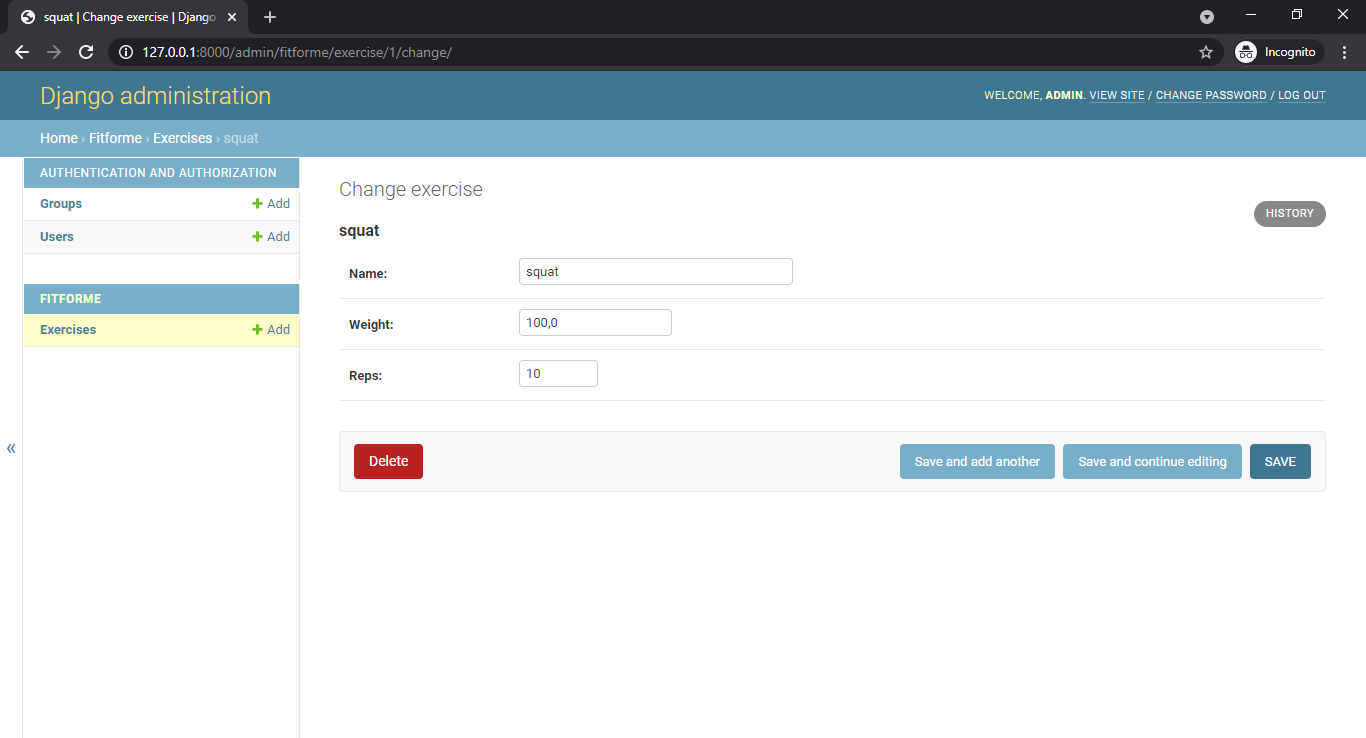 squat | Change exercise | Django
127.0.0.1:8000/admin/fitforme/exercise/1/change/
Incognito
Django administration
WELCOME, ADMIN. VIEW SITE / CHANGE PASSWORD / LOG OUT
Home › Fitforme › Exercises › squat
AUTHENTICATION AND AUTHORIZATION
Groups
+ Add
Users
+ Add
FITFORME
Exercises
+ Add
«
Change exercise
HISTORY
squat
Name:
squat
Weight:
100,0
Reps:
10
Delete
Save and add another
Save and continue editing
SAVE